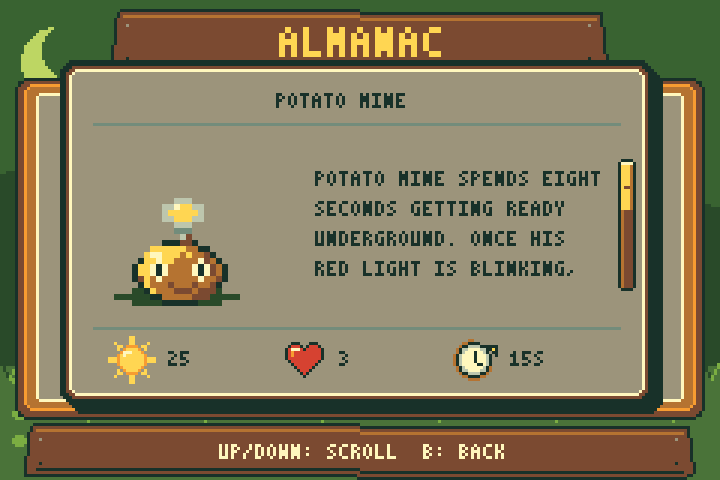 ALMANAC
POTATO MINE
POTATO MINE SPENDS EIGHT
SECONDS GETTING READY
UNDERGROUND. ONCE HIS
RED LIGHT IS BLINKING,
25
3
15S
UP/DOWN: SCROLL B: BACK